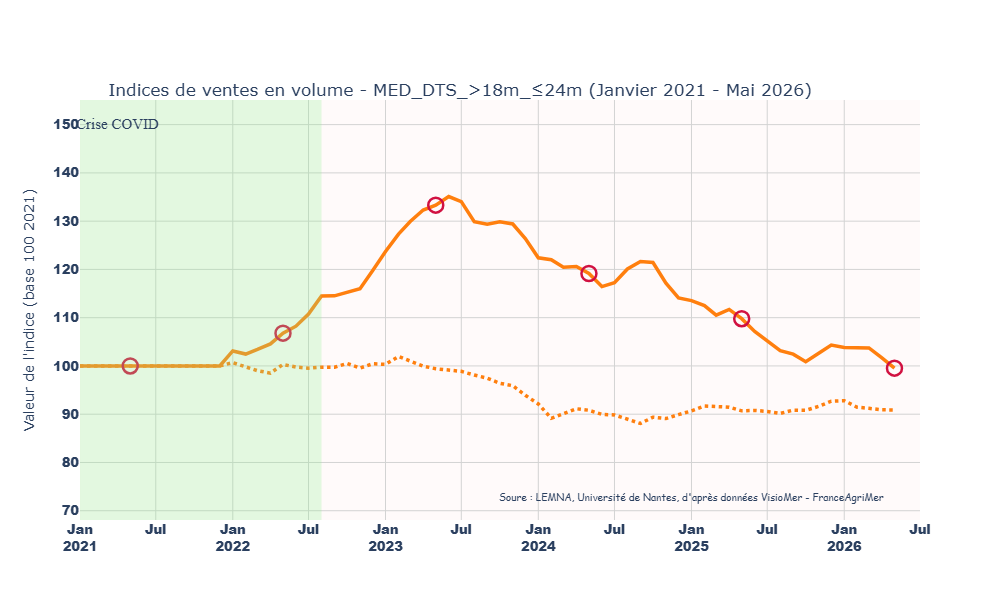 Indices de ventes en volume - MED_DTS_>18m_≤24m (Janvier 2021 - Mai 2026)
Valeur de l'indice (base 100 2021)
150
Crise COVID
140
130
120
110
100
90
80
70
Soure : LEMNA, Université de Nantes, d'après données VisioMer - FranceAgriMer
Jan Jul Jan Jul Jan Jul Jan Jul Jan Jul Jan Jul
2021 2022 2023 2024 2025 2026